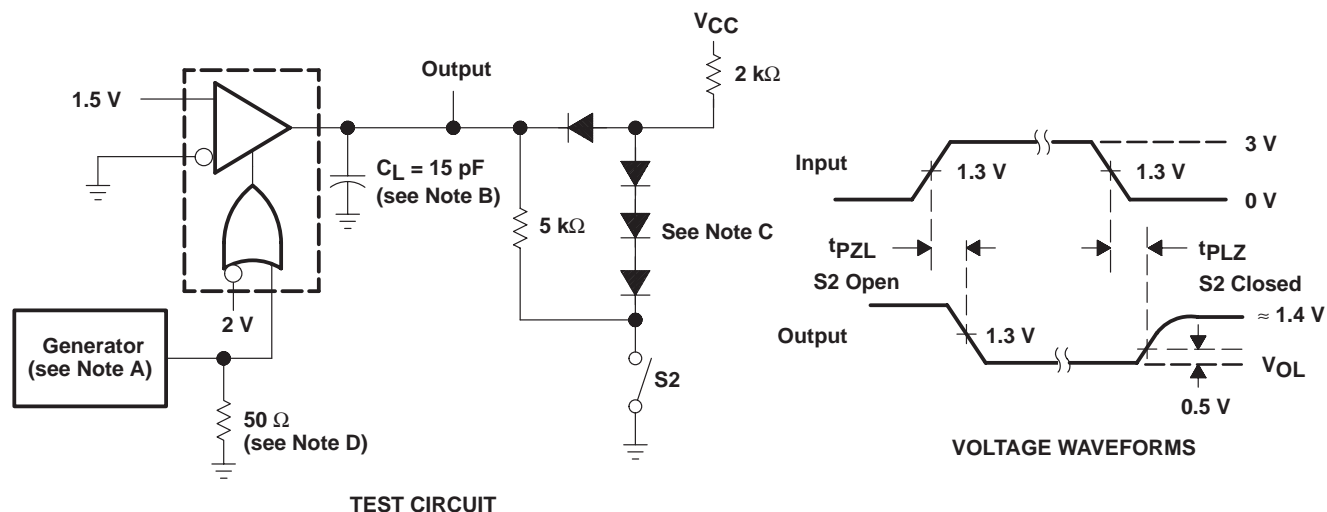 VCC
2 kΩ
Output
1.5 V
CL = 15 pF
(see Note B)
5 kΩ
See Note C
2 V
Generator
(see Note A)
50 Ω
(see Note D)
S2
TEST CIRCUIT
3 V
Input
1.3 V
1.3 V
0 V
tPZL
tPLZ
S2 Open
S2 Closed
≈ 1.4 V
Output
1.3 V
VOL
0.5 V
VOLTAGE WAVEFORMS